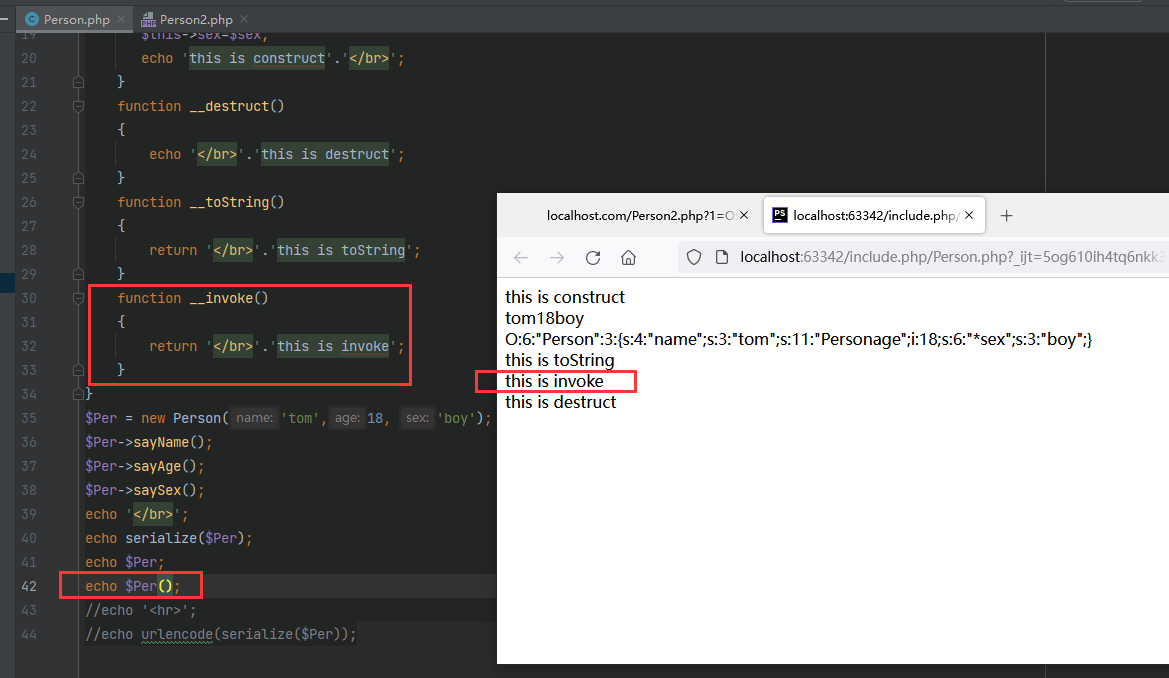 Person.php
Person2.php
19 $this->sex=$sex;
20 echo 'this is construct'.'</br>';
21 }
22 function __destruct()
23 {
24 echo '</br>'.'this is destruct';
25 }
26 function __toString()
27 {
28 return '</br>'.'this is toString';
29 }
30 function __invoke()
31 {
32 return '</br>'.'this is invoke';
33 }
34 }
35 $Per = new Person( name: 'tom', age: 18, sex: 'boy');
36 $Per->sayName();
37 $Per->sayAge();
38 $Per->saySex();
39 echo '</br>';
40 echo serialize($Per);
41 echo $Per;
42 echo $Per();
43 //echo '<hr>';
44 //echo urlencode(serialize($Per));
localhost.com/Person2.php?1=O:
PS localhost:63342/include.php/
localhost:63342/include.php/Person.php?_ijt=5og610ih4tq6nkk3
this is construct
tom18boy
O:6:"Person":3:{s:4:"name";s:3:"tom";s:11:"Personage";i:18;s:6:"*sex";s:3:"boy";}
this is toString
this is invoke
this is destruct